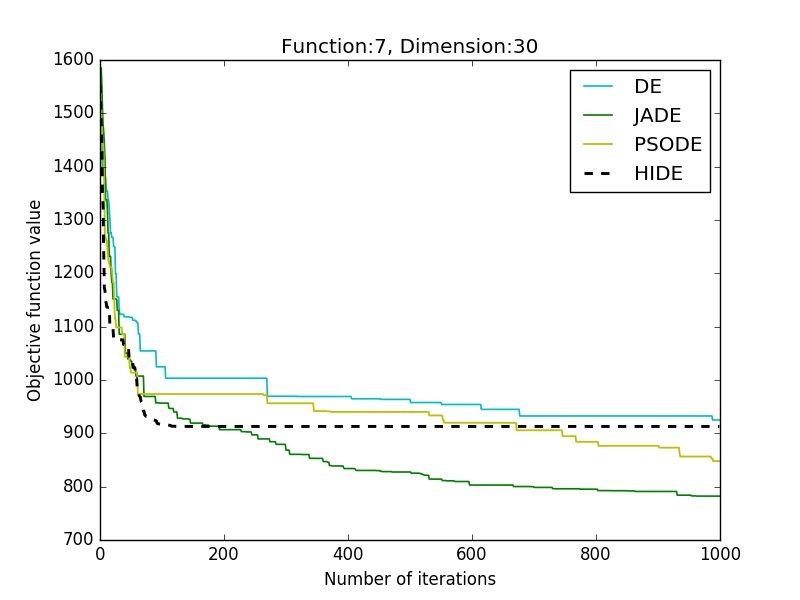 Function:7, Dimension:30
1600
1500
1400
1300
1200
1100
1000
900
800
700
Objective function value
DE
JADE
PSODE
HIDE
0 200 400 600 800 1000
Number of iterations